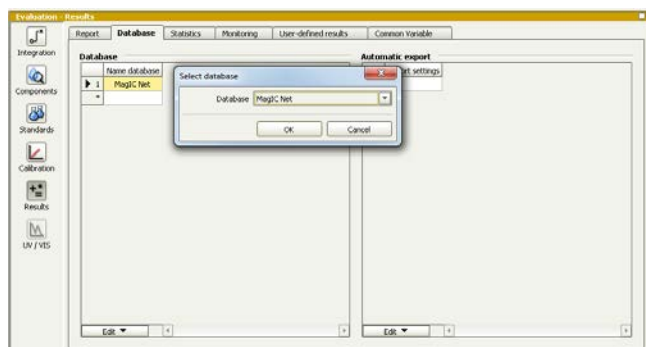 Evaluation - Results
Report Database Statistics Monitoring User-defined results Common Variable
Integration
Components
Standards
Calibration
Results
UV / VIS
Database
Name database
1 MagIC Net
*
Automatic export
settings
Select database
Database MagIC Net
OK Cancel
Edit
Edit